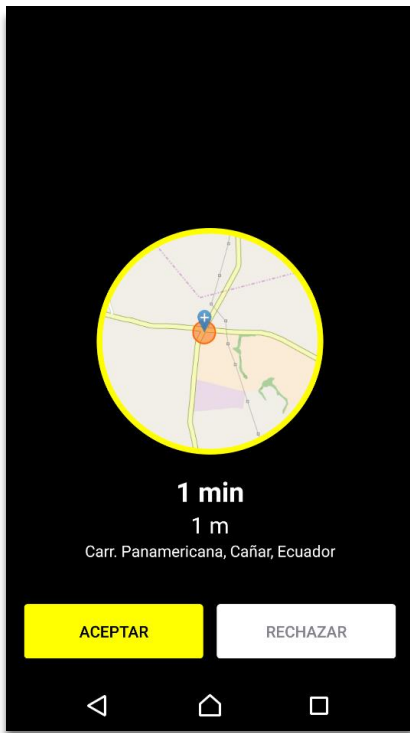 1 min
1 m
Carr. Panamericana, Cañar, Ecuador
ACEPTAR
RECHAZAR